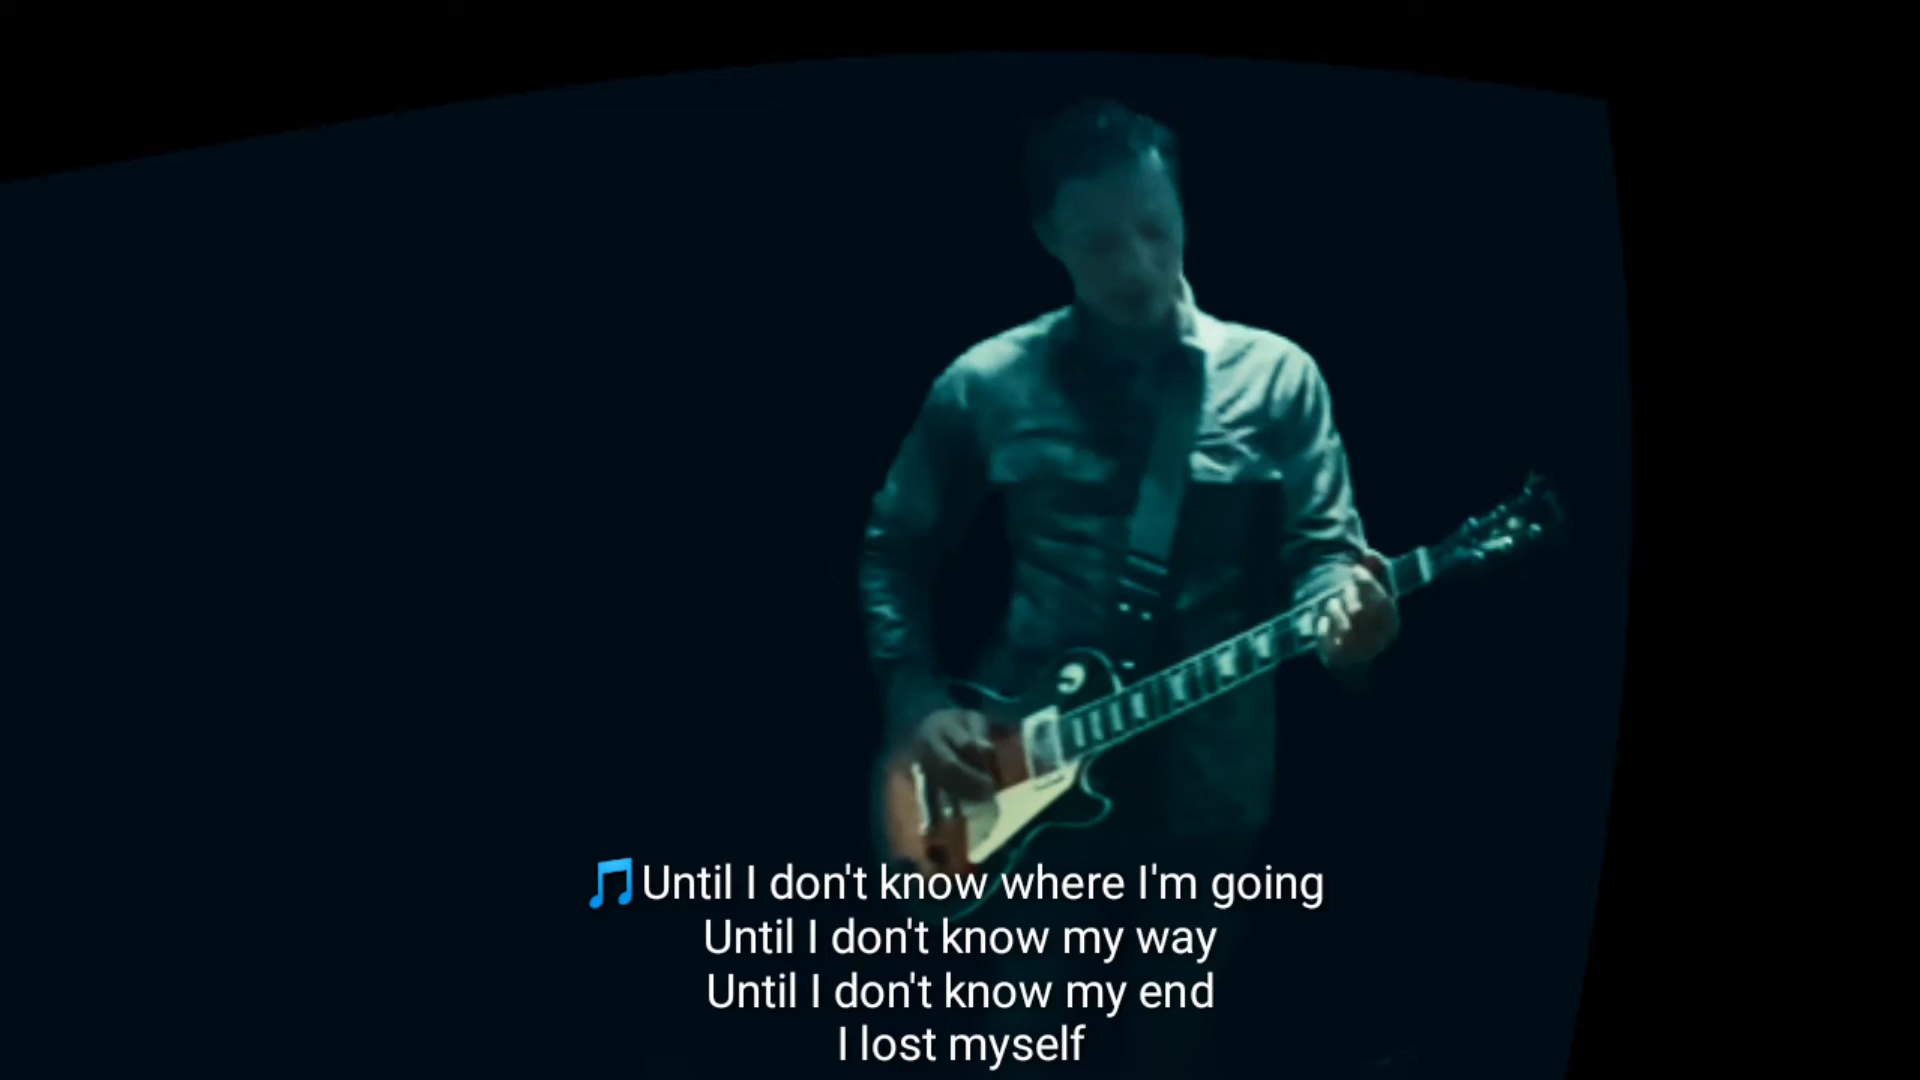 🎵Until I don't know where I'm going
Until I don't know my way
Until I don't know my end
I lost myself